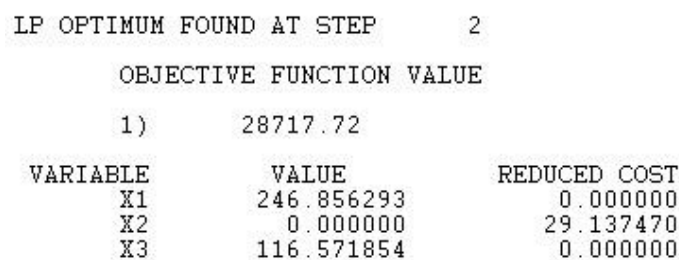 LP OPTIMUM FOUND AT STEP 2
OBJECTIVE FUNCTION VALUE
1) 28717.72
VARIABLE VALUE REDUCED COST
X1 246.856293 0.000000
X2 0.000000 29.137470
X3 116.571854 0.000000